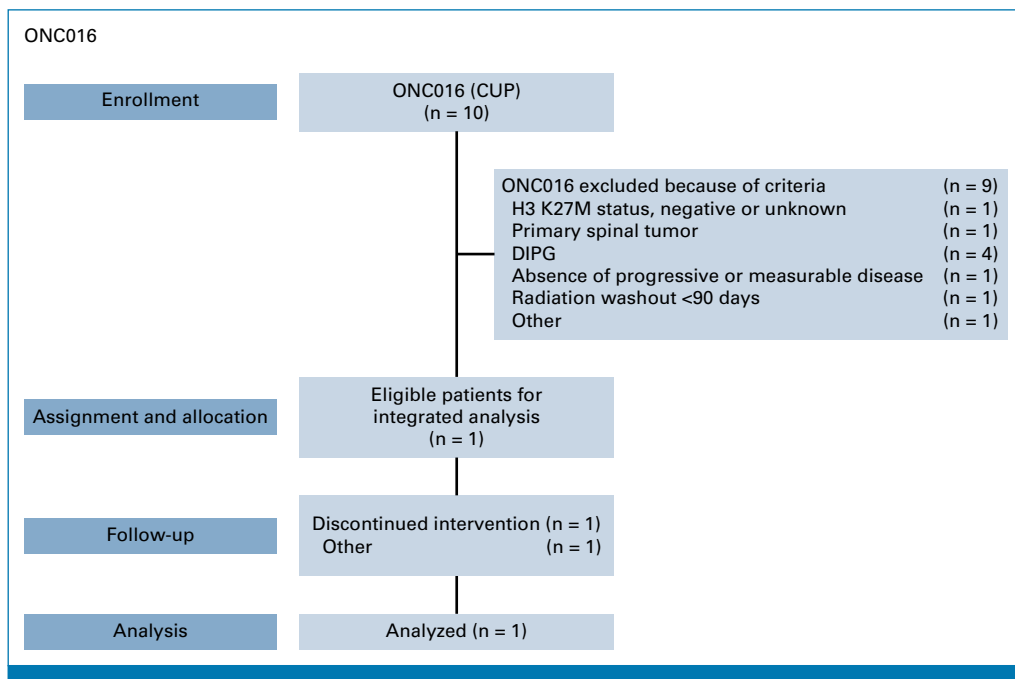 ONC016
Enrollment
ONC016 (CUP)
(n = 10)
ONC016 excluded because of criteria (n = 9)
H3 K27M status, negative or unknown (n = 1)
Primary spinal tumor (n = 1)
DIPG (n = 4)
Absence of progressive or measurable disease (n = 1)
Radiation washout <90 days (n = 1)
Other (n = 1)
Assignment and allocation
Eligible patients for
integrated analysis
(n = 1)
Follow-up
Discontinued intervention (n = 1)
Other (n = 1)
Analysis
Analyzed (n = 1)